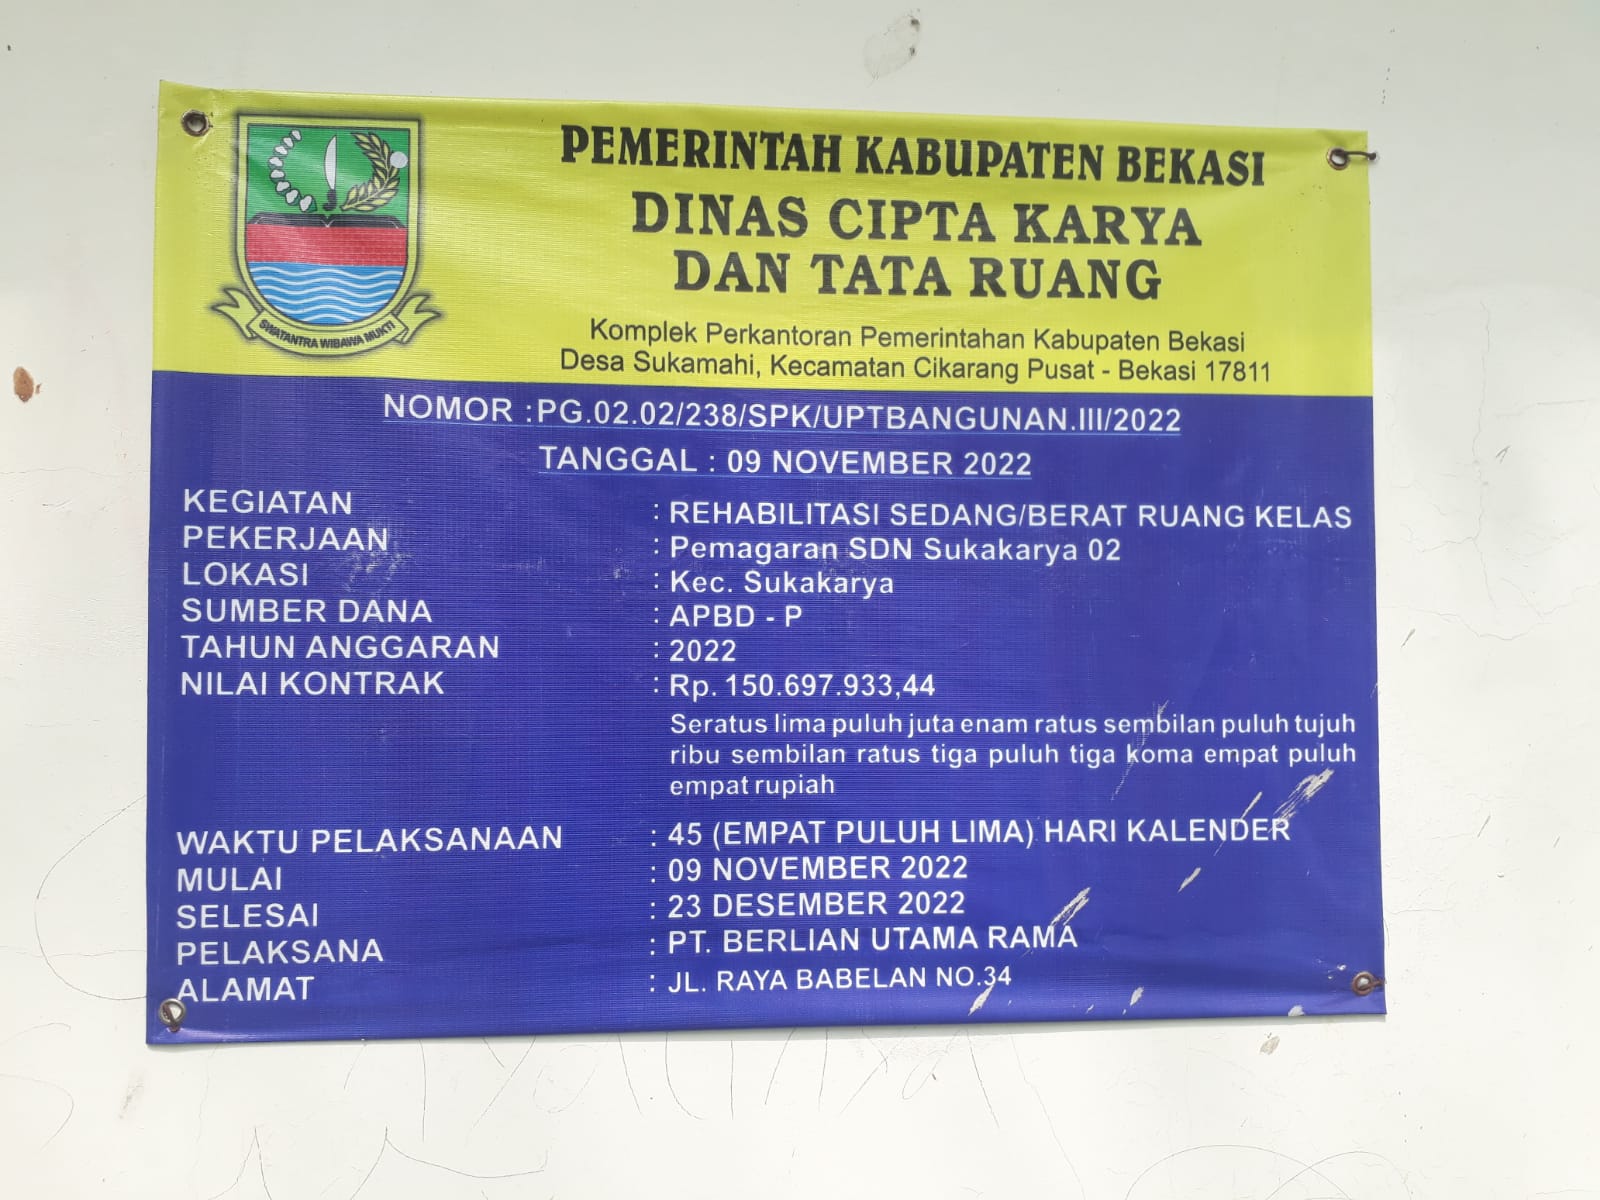 PEMERINTAH KABUPATEN BEKASI
DINAS CIPTA KARYA
DAN TATA RUANG
Komplek Perkantoran Pemerintahan Kabupaten Bekasi
Desa Sukamahi, Kecamatan Cikarang Pusat - Bekasi 17811
SWATANTRA WIBAWA MUKTI
NOMOR :PG.02.02/238/SPK/UPTBANGUNAN.III/2022
TANGGAL : 09 NOVEMBER 2022
KEGIATAN : REHABILITASI SEDANG/BERAT RUANG KELAS
PEKERJAAN : Pemagaran SDN Sukakarya 02
LOKASI : Kec. Sukakarya
SUMBER DANA : APBD - P
TAHUN ANGGARAN : 2022
NILAI KONTRAK : Rp. 150.697.933,44
Seratus lima puluh juta enam ratus sembilan puluh tujuh
ribu sembilan ratus tiga puluh tiga koma empat puluh
empat rupiah
WAKTU PELAKSANAAN : 45 (EMPAT PULUH LIMA) HARI KALENDER
MULAI : 09 NOVEMBER 2022
SELESAI : 23 DESEMBER 2022
PELAKSANA : PT. BERLIAN UTAMA RAMA
ALAMAT : JL. RAYA BABELAN NO.34